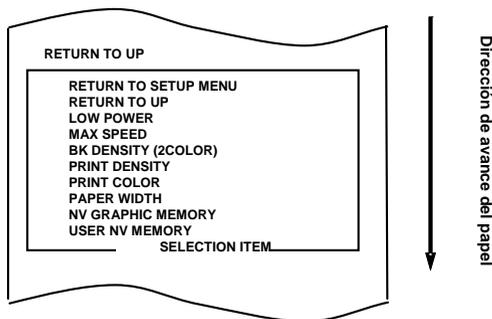 RETURN TO UP
RETURN TO SETUP MENU
RETURN TO UP
LOW POWER
MAX SPEED
BK DENSITY (2COLOR)
PRINT DENSITY
PRINT COLOR
PAPER WIDTH
NV GRAPHIC MEMORY
USER NV MEMORY
SELECTION ITEM
Dirección de avance del papel